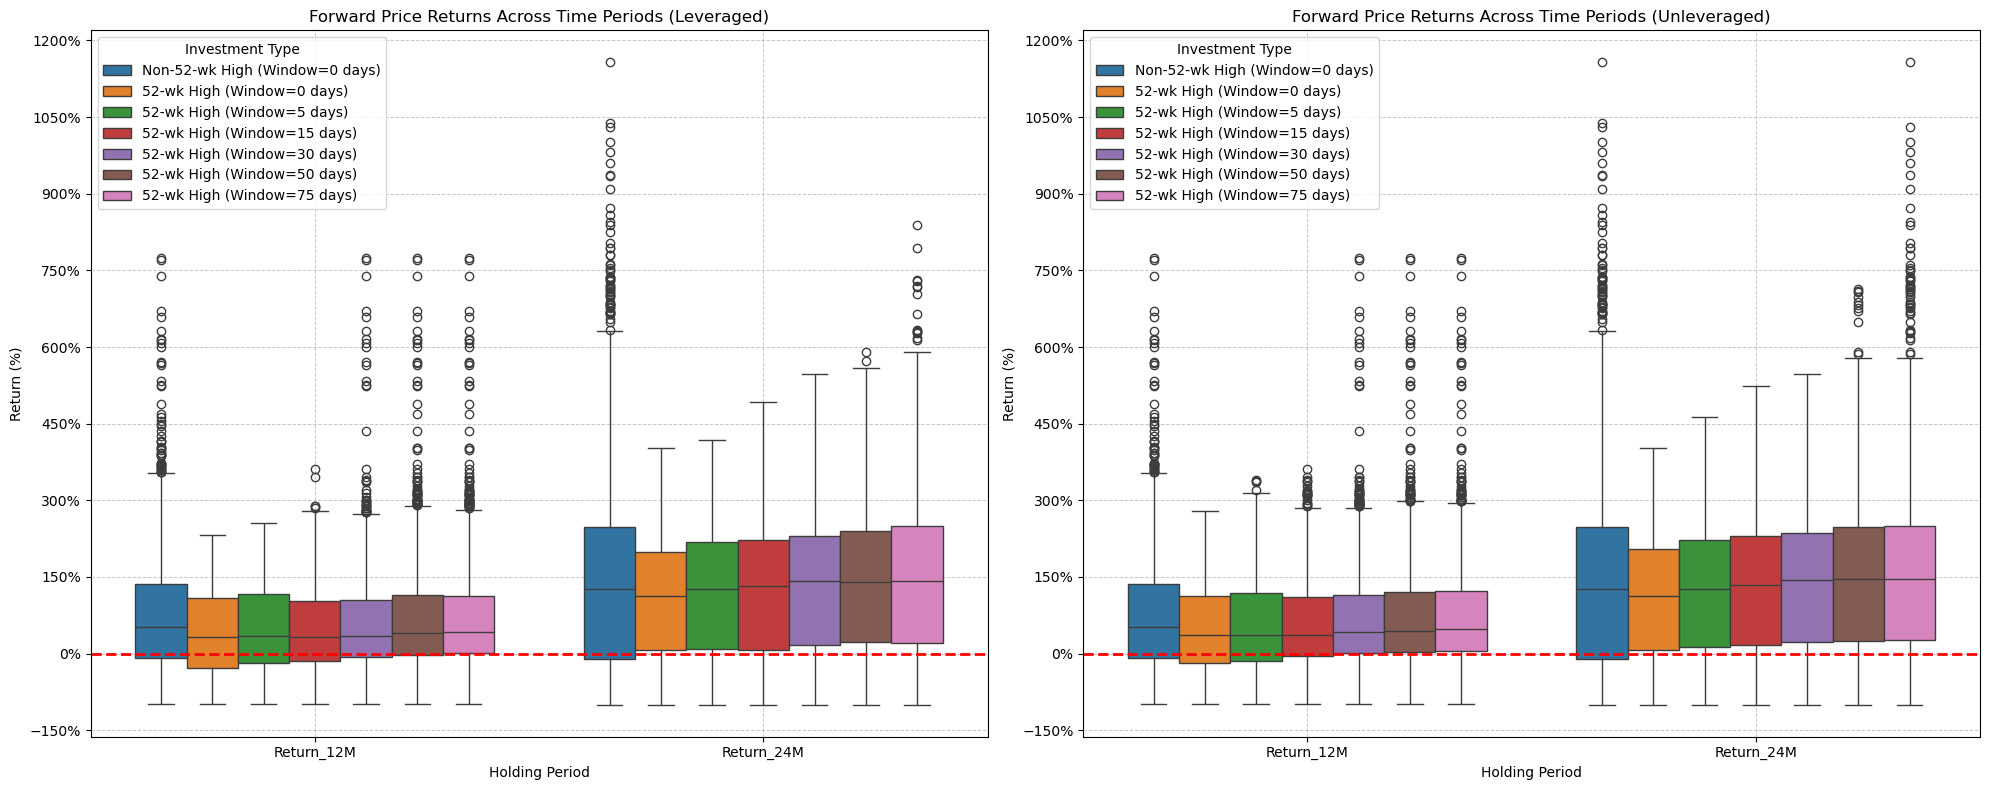 Forward Price Returns Across Time Periods (Leveraged)
1200%
1050%
900%
750%
600%
450%
300%
150%
0%
−150%
Return (%)
Investment Type
Non-52-wk High (Window=0 days)
52-wk High (Window=0 days)
52-wk High (Window=5 days)
52-wk High (Window=15 days)
52-wk High (Window=30 days)
52-wk High (Window=50 days)
52-wk High (Window=75 days)
Return_12M
Return_24M
Holding Period
Forward Price Returns Across Time Periods (Unleveraged)
1200%
1050%
900%
750%
600%
450%
300%
150%
0%
−150%
Return (%)
Investment Type
Non-52-wk High (Window=0 days)
52-wk High (Window=0 days)
52-wk High (Window=5 days)
52-wk High (Window=15 days)
52-wk High (Window=30 days)
52-wk High (Window=50 days)
52-wk High (Window=75 days)
Return_12M
Return_24M
Holding Period